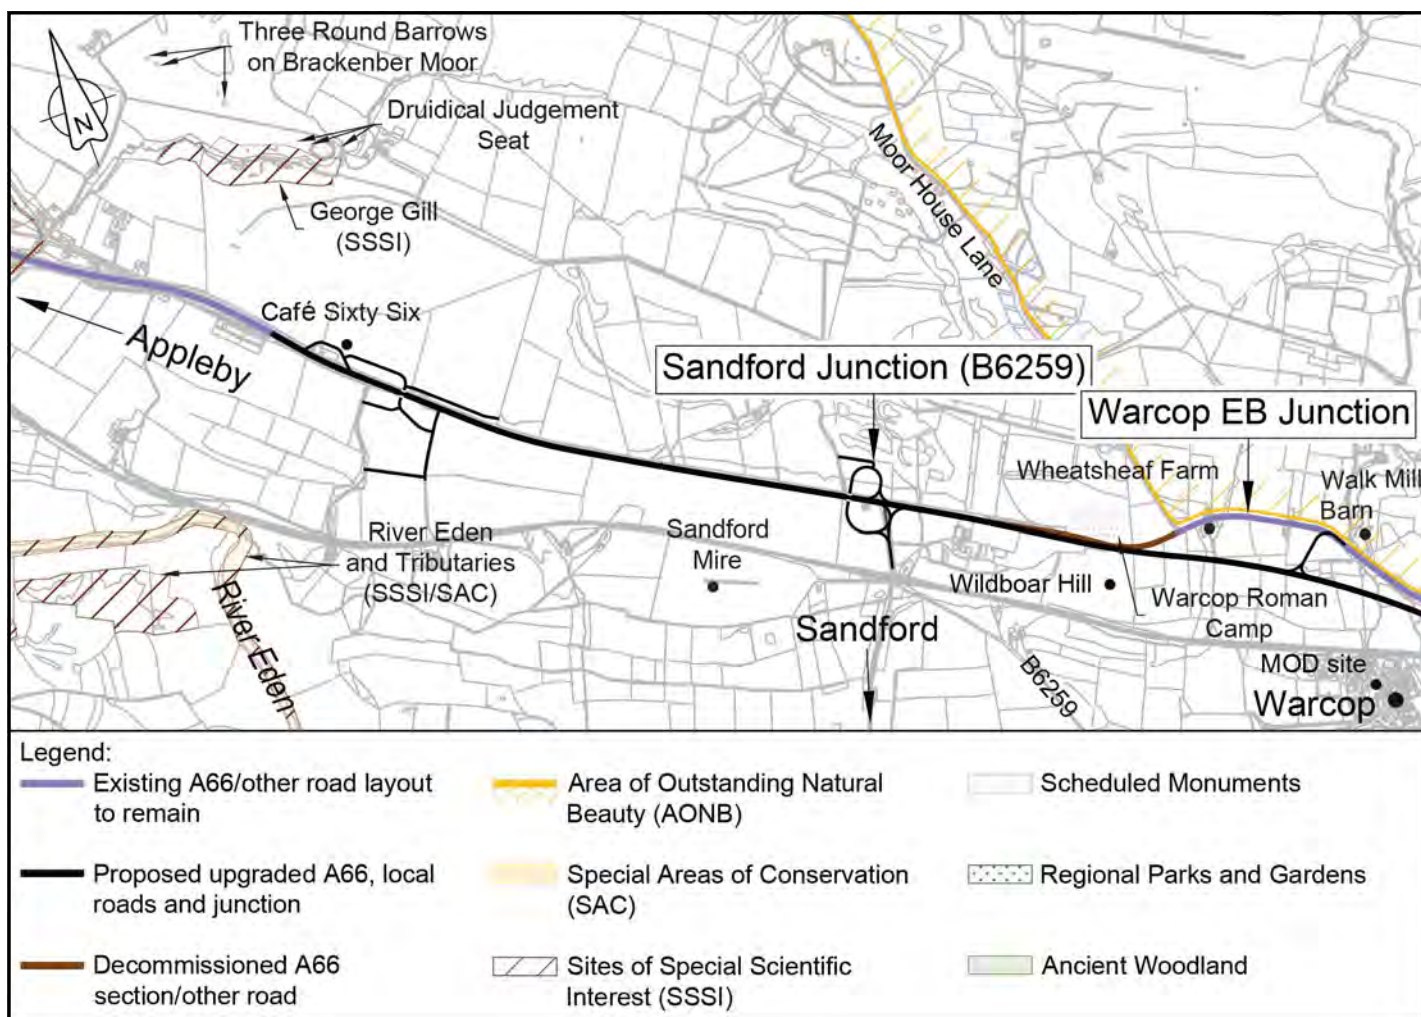 Three Round Barrows
on Brackenber Moor
Druidical Judgement
Seat
N
George Gill
(SSSI)
Moor House Lane
Café Sixty Six
Appleby
Sandford Junction (B6259)
Warcop EB Junction
Wheatsheaf Farm
Walk Mill
Barn
River Eden
and Tributaries
(SSSI/SAC)
Sandford
Mire
Wildboar Hill
Warcop Roman
Camp
River Eden
Sandford
B6259
MOD site
Warcop
Legend:
Existing A66/other road layout
to remain
Proposed upgraded A66, local
roads and junction
Decommissioned A66
section/other road
Area of Outstanding Natural
Beauty (AONB)
Special Areas of Conservation
(SAC)
Sites of Special Scientific
Interest (SSSI)
Scheduled Monuments
Regional Parks and Gardens
Ancient Woodland